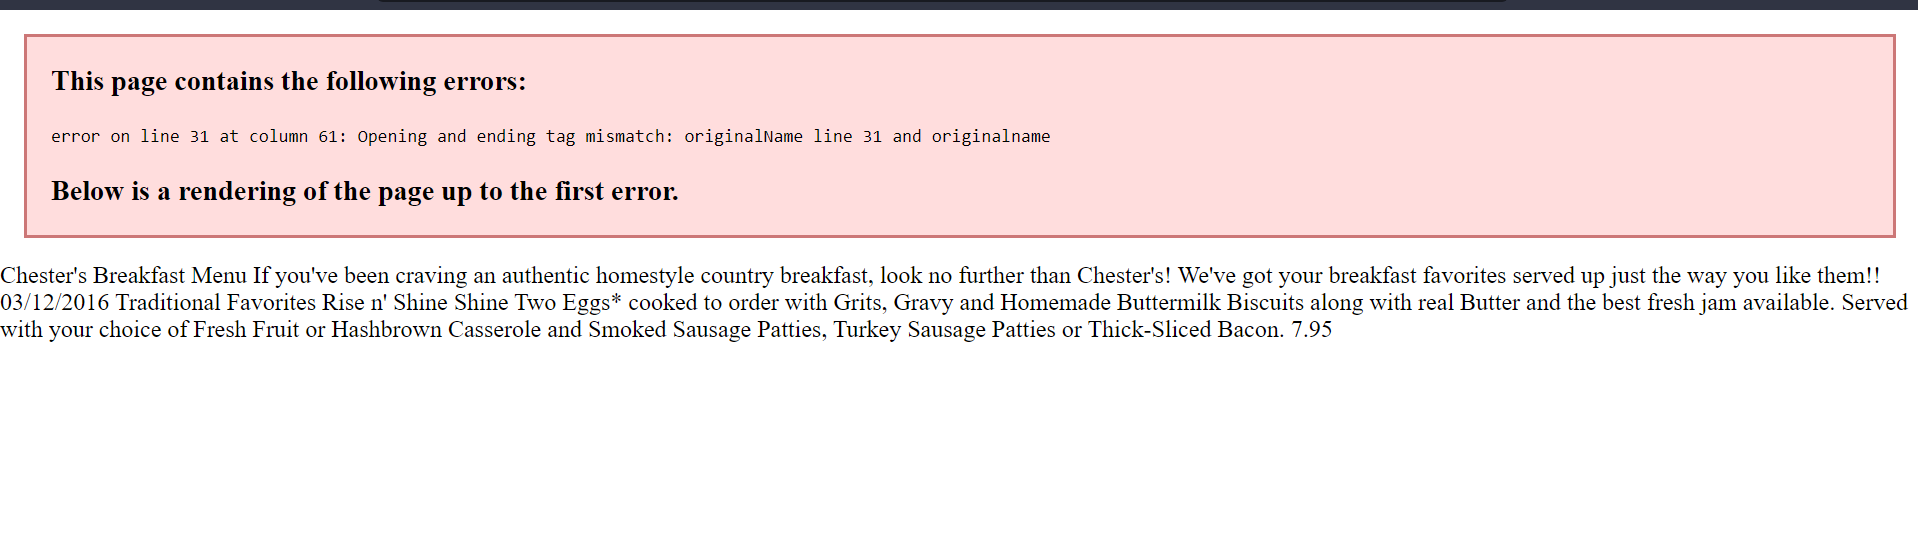 This page contains the following errors:
error on line 31 at column 61: Opening and ending tag mismatch: originalName line 31 and originalname
Below is a rendering of the page up to the first error.
Chester's Breakfast Menu If you've been craving an authentic homestyle country breakfast, look no further than Chester's! We've got your breakfast favorites served up just the way you like them!!
03/12/2016 Traditional Favorites Rise n' Shine Shine Two Eggs* cooked to order with Grits, Gravy and Homemade Buttermilk Biscuits along with real Butter and the best fresh jam available. Served
with your choice of Fresh Fruit or Hashbrown Casserole and Smoked Sausage Patties, Turkey Sausage Patties or Thick-Sliced Bacon. 7.95